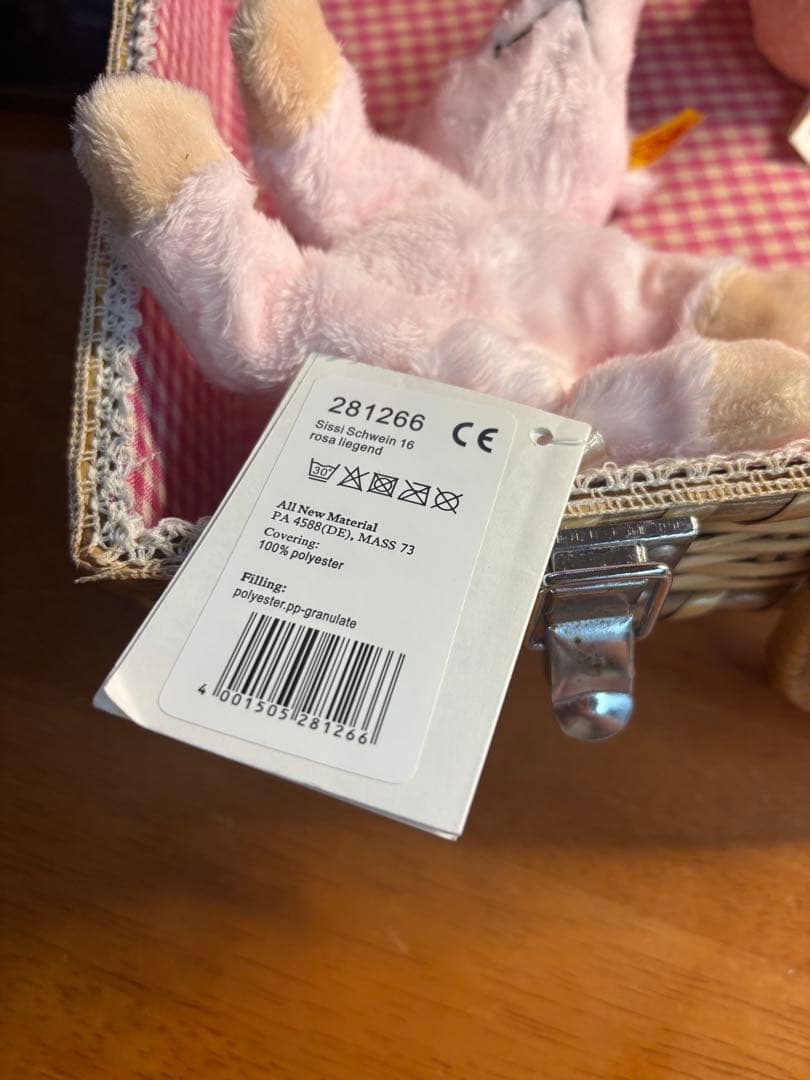 281266
CE
Sissi Schwein 16
rosa liegend
30°
All New Material
PA 4588(DE), MASS 73
Covering:
100% polyester
Filling:
polyester,pp-granulate
4 001505 281266